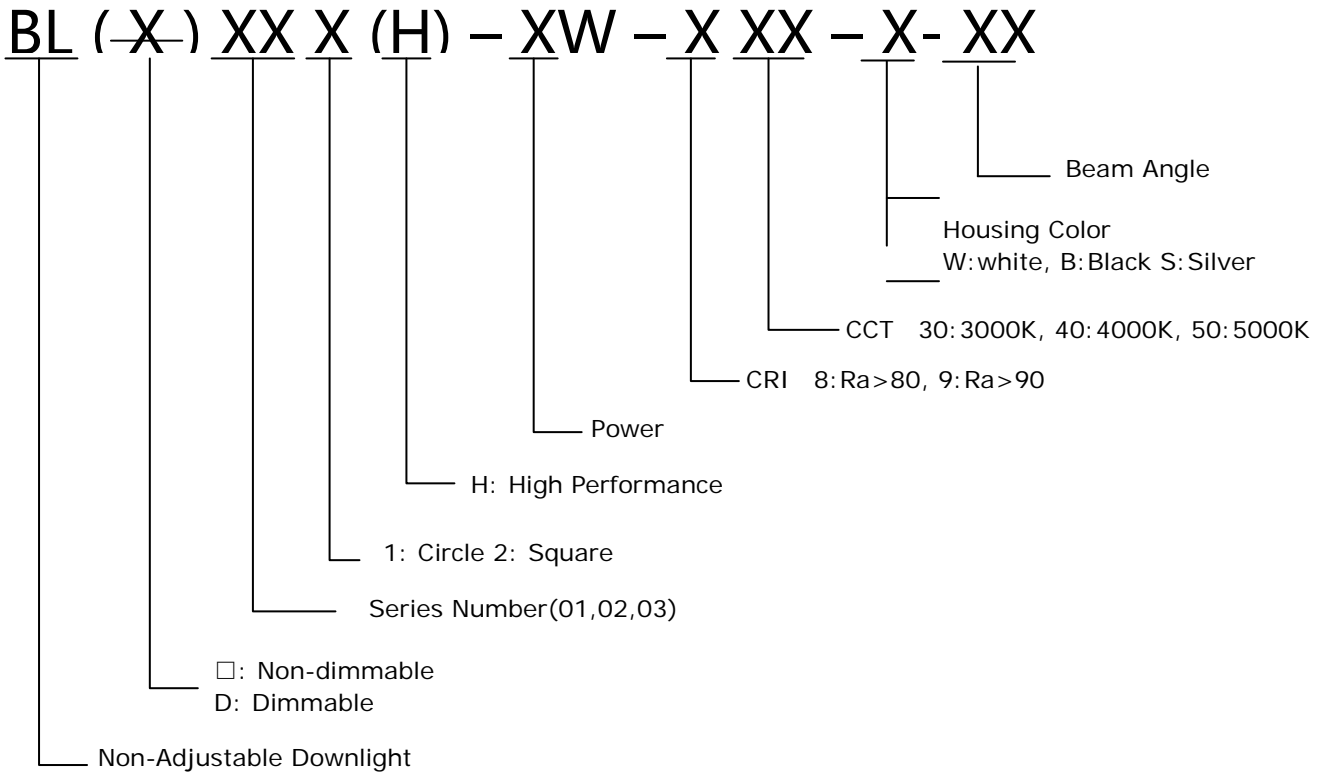 BL (X) XX X (H) – XW – X XX – X- XX
Beam Angle
Housing Color
W:white, B:Black S:Silver
CCT 30:3000K, 40:4000K, 50:5000K
CRI 8:Ra>80, 9:Ra>90
Power
H: High Performance
1: Circle 2: Square
Series Number(01,02,03)
□: Non-dimmable
D: Dimmable
Non-Adjustable Downlight